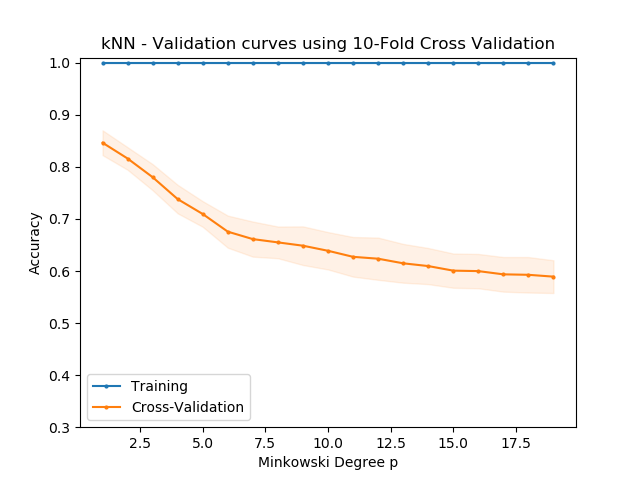 kNN - Validation curves using 10-Fold Cross Validation
1.0
0.9
0.8
0.7
0.6
0.5
0.4
0.3
Accuracy
Training
Cross-Validation
2.5 5.0 7.5 10.0 12.5 15.0 17.5
Minkowski Degree p